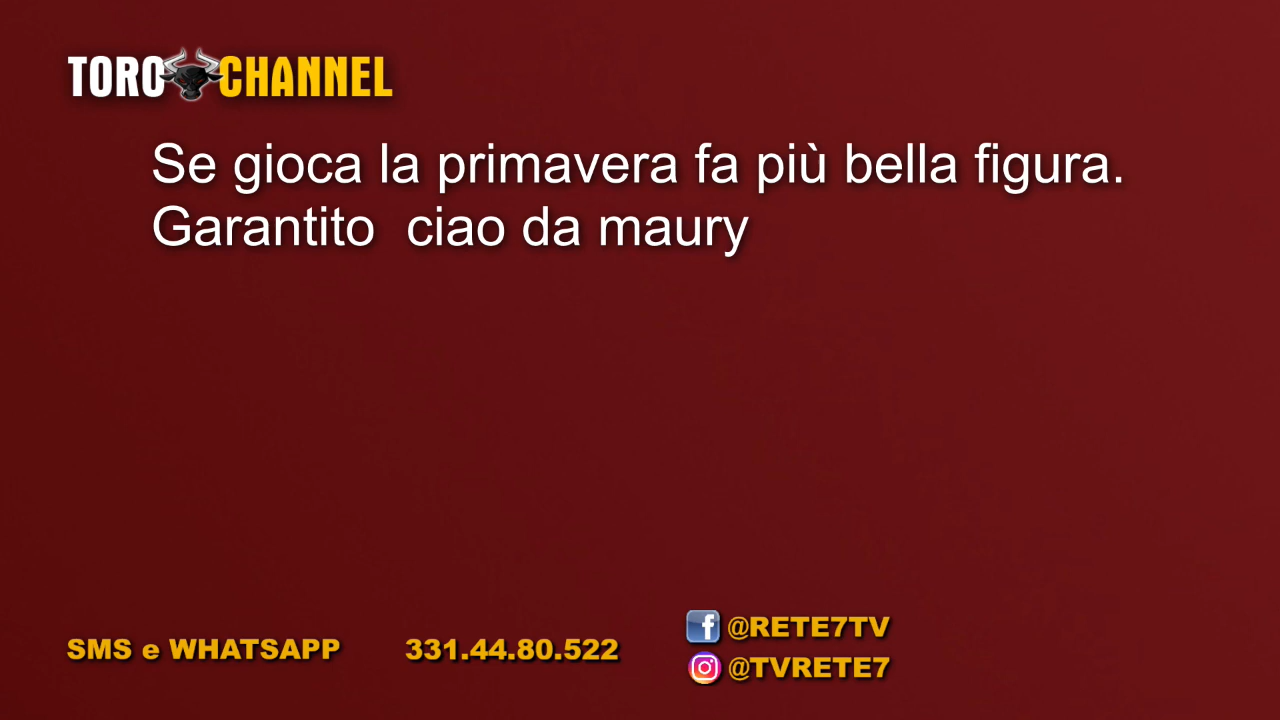 TORO CHANNEL
Se gioca la primavera fa più bella figura.
Garantito  ciao da maury
SMS e WHATSAPP 331.44.80.522
@RETE7TV
@TVRETE7